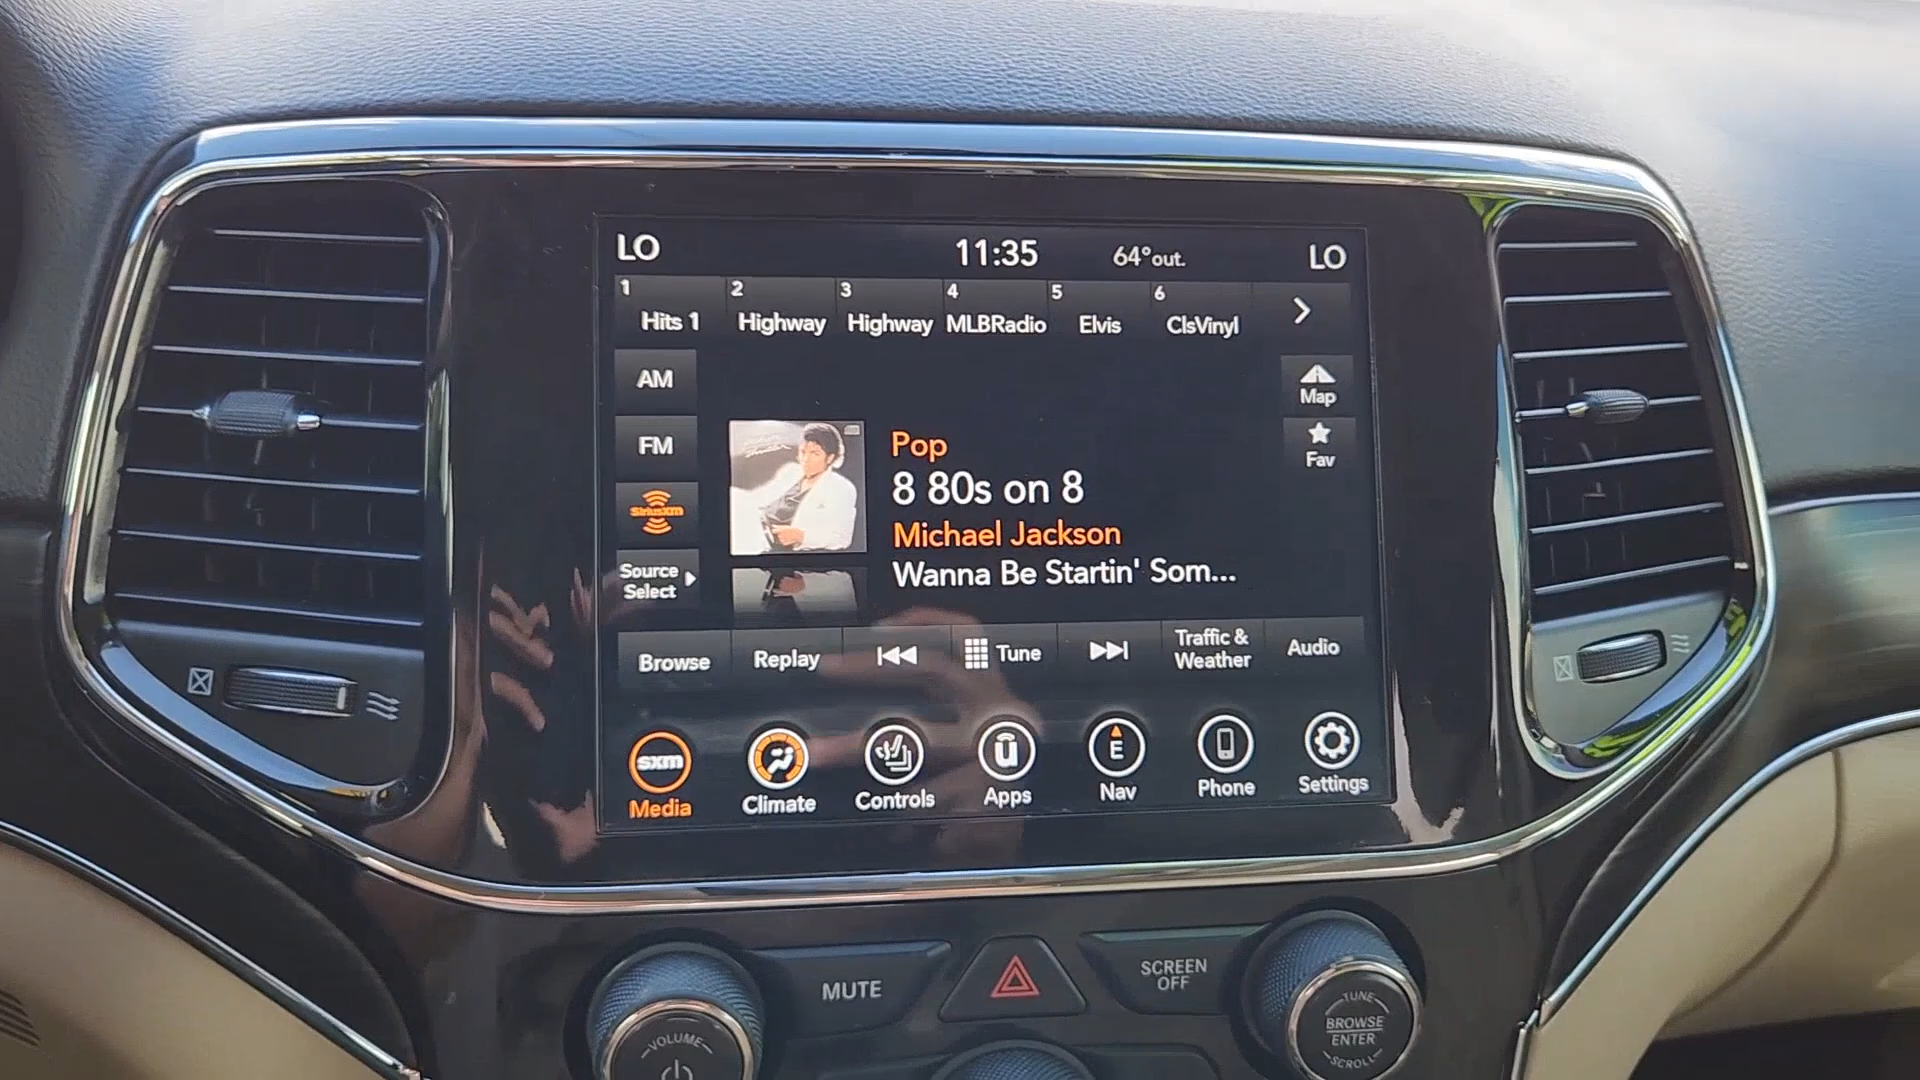 LO 11:35 64°out. LO
1 2 3 4 5 6
Hits 1 Highway Highway MLBRadio Elvis ClsVinyl
AM
Map
FM
Fav
SiriusXM
Pop
8 80s on 8
Michael Jackson
Wanna Be Startin' Som...
Source
Select
Browse Replay Tune Traffic &
Weather Audio
sxm
E
Media Climate Controls Apps Nav Phone Settings
MUTE
SCREEN
OFF
VOLUME
TUNE
BROWSE
ENTER
SCROLL